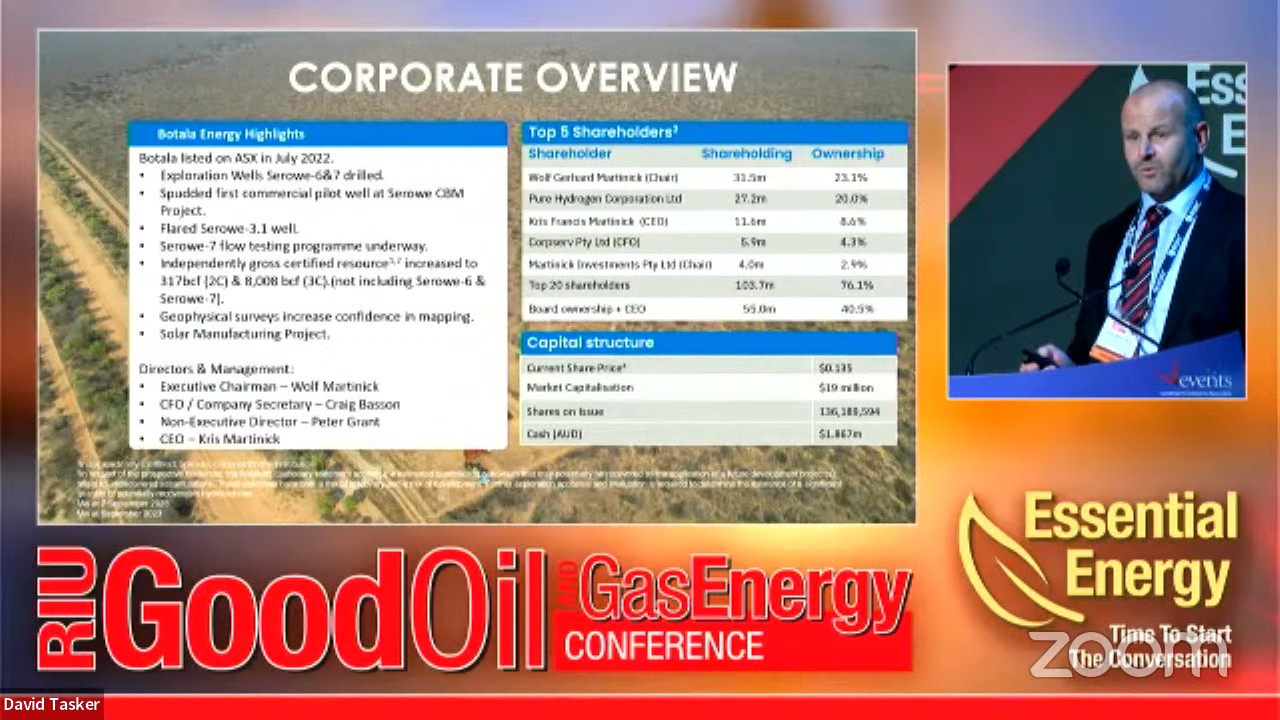 CORPORATE OVERVIEW
Botala Energy Highlights
Botala listed on ASX in July 2022.
• Exploration Wells Serowe-6&7 drilled.
• Spudded first commercial pilot well at Serowe CBM
Project.
• Flared Serowe-3.1 well.
• Serowe-7 flow testing programme underway.
• Independently gross certified resource increased to
317bcf (2C) & 8,008 bcf (3C).(not including Serowe-6 &
Serowe-7).
• Geophysical surveys increase confidence in mapping.
• Solar Manufacturing Project.
Directors & Management:
• Executive Chairman – Wolf Martinick
• CFO / Company Secretary – Craig Basson
• Non-Executive Director – Peter Grant
• CEO – Kris Martinick
Top 5 Shareholders³
Shareholder Shareholding Ownership
Wolf Gerhard Martinick (Chair) 31.5m 23.1%
Pure Hydrogen Corporation Ltd 27.2m 20.0%
Kris Francis Martinick (CEO) 11.6m 8.6%
Corpserv Pty Ltd (CFO) 5.9m 4.3%
Martinick Investments Pty Ltd (Chair) 4.0m 2.9%
Top 20 shareholders 103.7m 76.1%
Board ownership + CEO 55.0m 40.5%
Capital structure
Current Share Price⁴ $0.135
Market Capitalisation $19 million
Shares on Issue 136,189,594
Cash (AUD) $1.867m
Ess
E
events
RIU GoodOil AND GasEnergy
CONFERENCE
Essential
Energy
Time To Start
The Conversation
zoom
David Tasker